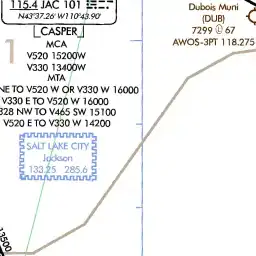 115.4 JAC 101
N43°37.26' W110°43.90'
CASPER
1
MCA
V520 15200W
V330 13400W
MTA
NE TO V520 W OR V330 W 16000
V330 E TO V520 W 16000
328 NW TO V465 SW 15100
V520 E TO V330 W 14200
SALT LAKE CITY
Jackson
133.25 285.6
13500
Dubois Muni
(DUB)
7299 67
AWOS-3PT 118.275